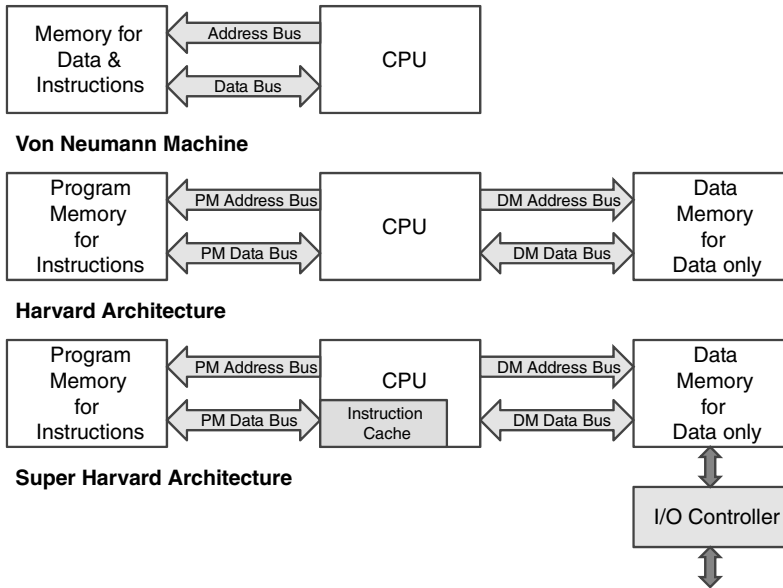 Memory for
Data &
Instructions
Address Bus
Data Bus
CPU
Von Neumann Machine
Program
Memory
for
Instructions
PM Address Bus
PM Data Bus
CPU
DM Address Bus
DM Data Bus
Data
Memory
for
Data only
Harvard Architecture
Program
Memory
for
Instructions
PM Address Bus
PM Data Bus
CPU
Instruction
Cache
DM Address Bus
DM Data Bus
Data
Memory
for
Data only
Super Harvard Architecture
I/O Controller